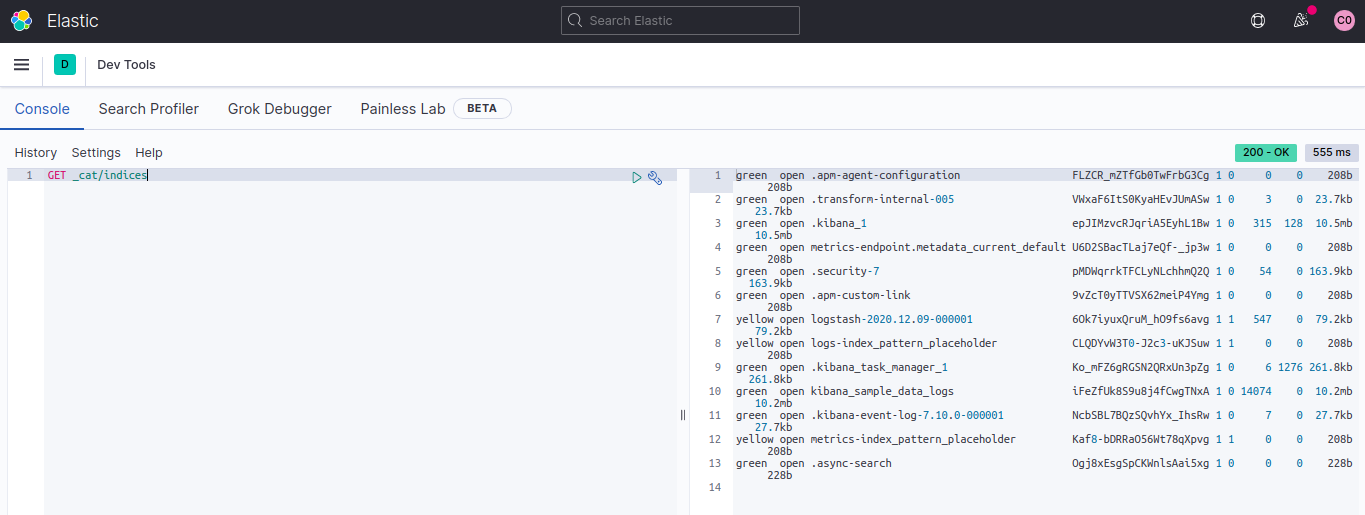 Elastic
Search Elastic
C0
D
Dev Tools
Console
Search Profiler
Grok Debugger
Painless Lab
BETA
History
Settings
Help
200 - OK
555 ms
1 GET _cat/indices
1 green open .apm-agent-configuration FLZCR_mZTfGb0TwFrbG3Cg 1 0 0 0 208b
208b
2 green open .transform-internal-005 VWxaF6ItS0KyaHEvJUmASw 1 0 3 0 23.7kb
23.7kb
3 green open .kibana_1 epJIMzvcRJqriA5EyhL1Bw 1 0 315 128 10.5mb
10.5mb
4 green open metrics-endpoint.metadata_current_default U6D2SBacTLaj7eQf-_jp3w 1 0 0 0 208b
208b
5 green open .security-7 pMDWqrrkTFCLyNLchhmQ2Q 1 0 54 0 163.9kb
163.9kb
6 green open .apm-custom-link 9vZcT0yTTVSX62meiP4Ymg 1 0 0 0 208b
208b
7 yellow open logstash-2020.12.09-000001 6Ok7iyuxQruM_hO9fs6avg 1 1 547 0 79.2kb
79.2kb
8 yellow open logs-index_pattern_placeholder CLQDYvW3T0-J2c3-uKJSuw 1 1 0 0 208b
208b
9 green open .kibana_task_manager_1 Ko_mFZ6gRGSN2QRxUn3pZg 1 0 6 1276 261.8kb
261.8kb
10 green open kibana_sample_data_logs iFeZfUk8S9u8j4fCwgTNxA 1 0 14074 0 10.2mb
10.2mb
11 green open .kibana-event-log-7.10.0-000001 NcbSBL7BQzSQvhYx_IhsRw 1 0 7 0 27.7kb
27.7kb
12 yellow open metrics-index_pattern_placeholder Kaf8-bDRRaO56Wt78qXpvg 1 1 0 0 208b
208b
13 green open .async-search Ogj8xEsgSpCKWnlsAai5xg 1 0 0 0 228b
228b
14